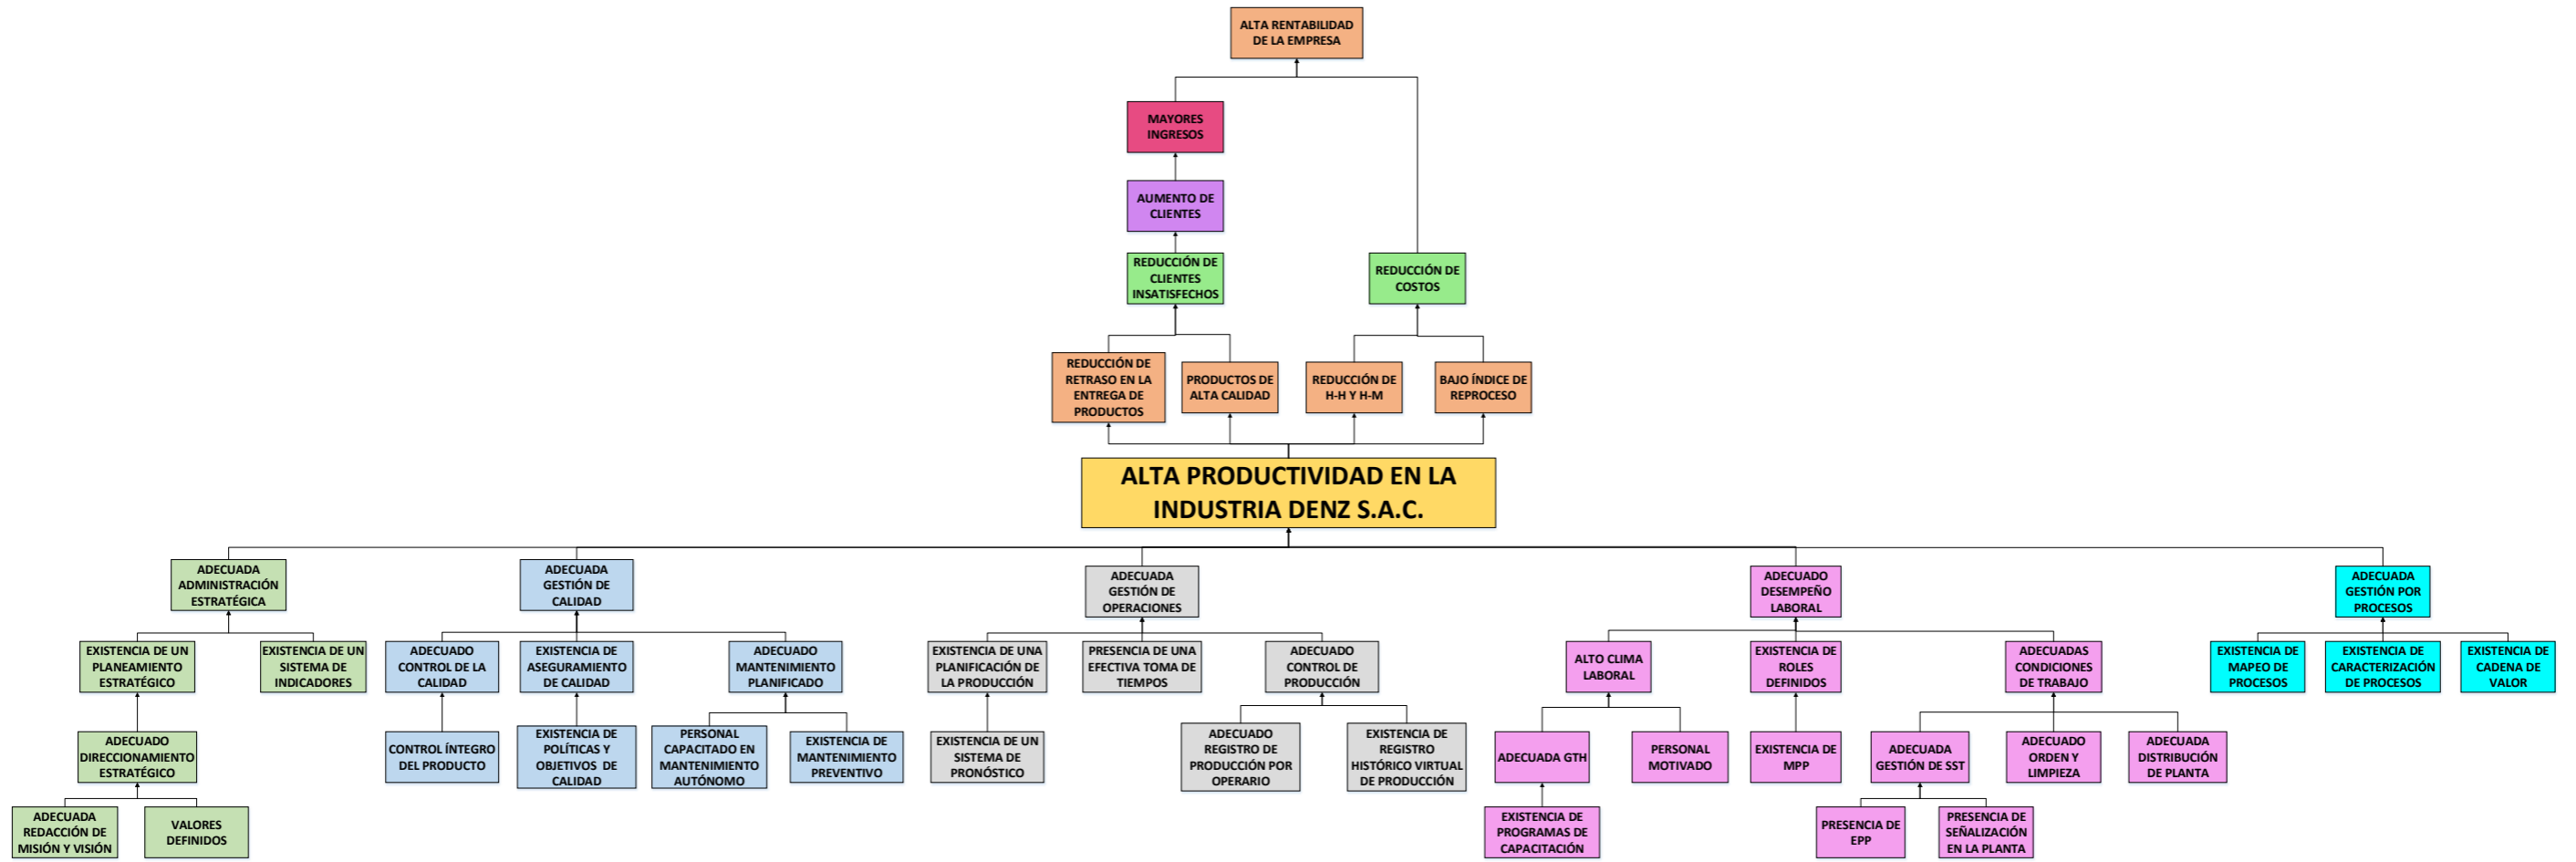 ALTA RENTABILIDAD
DE LA EMPRESA
MAYORES
INGRESOS
AUMENTO DE
CLIENTES
REDUCCIÓN DE
CLIENTES
INSATISFECHOS
REDUCCIÓN DE
COSTOS
REDUCCIÓN DE
RETRASO EN LA
ENTREGA DE
PRODUCTOS
PRODUCTOS DE
ALTA CALIDAD
REDUCCIÓN DE
H-H Y H-M
BAJO ÍNDICE DE
REPROCESO
ALTA PRODUCTIVIDAD EN LA
INDUSTRIA DENZ S.A.C.
ADECUADA
ADMINISTRACIÓN
ESTRATÉGICA
ADECUADA
GESTIÓN DE
CALIDAD
ADECUADA
GESTIÓN DE
OPERACIONES
ADECUADO
DESEMPEÑO
LABORAL
ADECUADA
GESTIÓN POR
PROCESOS
EXISTENCIA DE UN
PLANEAMIENTO
ESTRATÉGICO
EXISTENCIA DE UN
SISTEMA DE
INDICADORES
ADECUADO
CONTROL DE LA
CALIDAD
EXISTENCIA DE
ASEGURAMIENTO
DE CALIDAD
ADECUADO
MANTENIMIENTO
PLANIFICADO
EXISTENCIA DE UNA
PLANIFICACIÓN DE
LA PRODUCCIÓN
PRESENCIA DE UNA
EFECTIVA TOMA DE
TIEMPOS
ADECUADO
CONTROL DE
PRODUCCIÓN
ALTO CLIMA
LABORAL
EXISTENCIA DE
ROLES
DEFINIDOS
ADECUADAS
CONDICIONES
DE TRABAJO
EXISTENCIA DE
MAPEO DE
PROCESOS
EXISTENCIA DE
CARACTERIZACIÓN
DE PROCESOS
EXISTENCIA DE
CADENA DE
VALOR
ADECUADO
DIRECCIONAMIENTO
ESTRATÉGICO
CONTROL ÍNTEGRO
DEL PRODUCTO
EXISTENCIA DE
POLÍTICAS Y
OBJETIVOS DE
CALIDAD
PERSONAL
CAPACITADO EN
MANTENIMIENTO
AUTÓNOMO
EXISTENCIA DE
MANTENIMIENTO
PREVENTIVO
EXISTENCIA DE UN
SISTEMA DE
PRONÓSTICO
ADECUADO
REGISTRO DE
PRODUCCIÓN POR
OPERARIO
EXISTENCIA DE
REGISTRO
HISTÓRICO VIRTUAL
DE PRODUCCIÓN
ADECUADA GTH
PERSONAL
MOTIVADO
EXISTENCIA DE
MPP
ADECUADA
GESTIÓN DE SST
ADECUADO
ORDEN Y
LIMPIEZA
ADECUADA
DISTRIBUCIÓN
DE PLANTA
ADECUADA
REDACCIÓN DE
MISIÓN Y VISIÓN
VALORES
DEFINIDOS
EXISTENCIA DE
PROGRAMAS DE
CAPACITACIÓN
PRESENCIA DE
EPP
PRESENCIA DE
SEÑALIZACIÓN
EN LA PLANTA